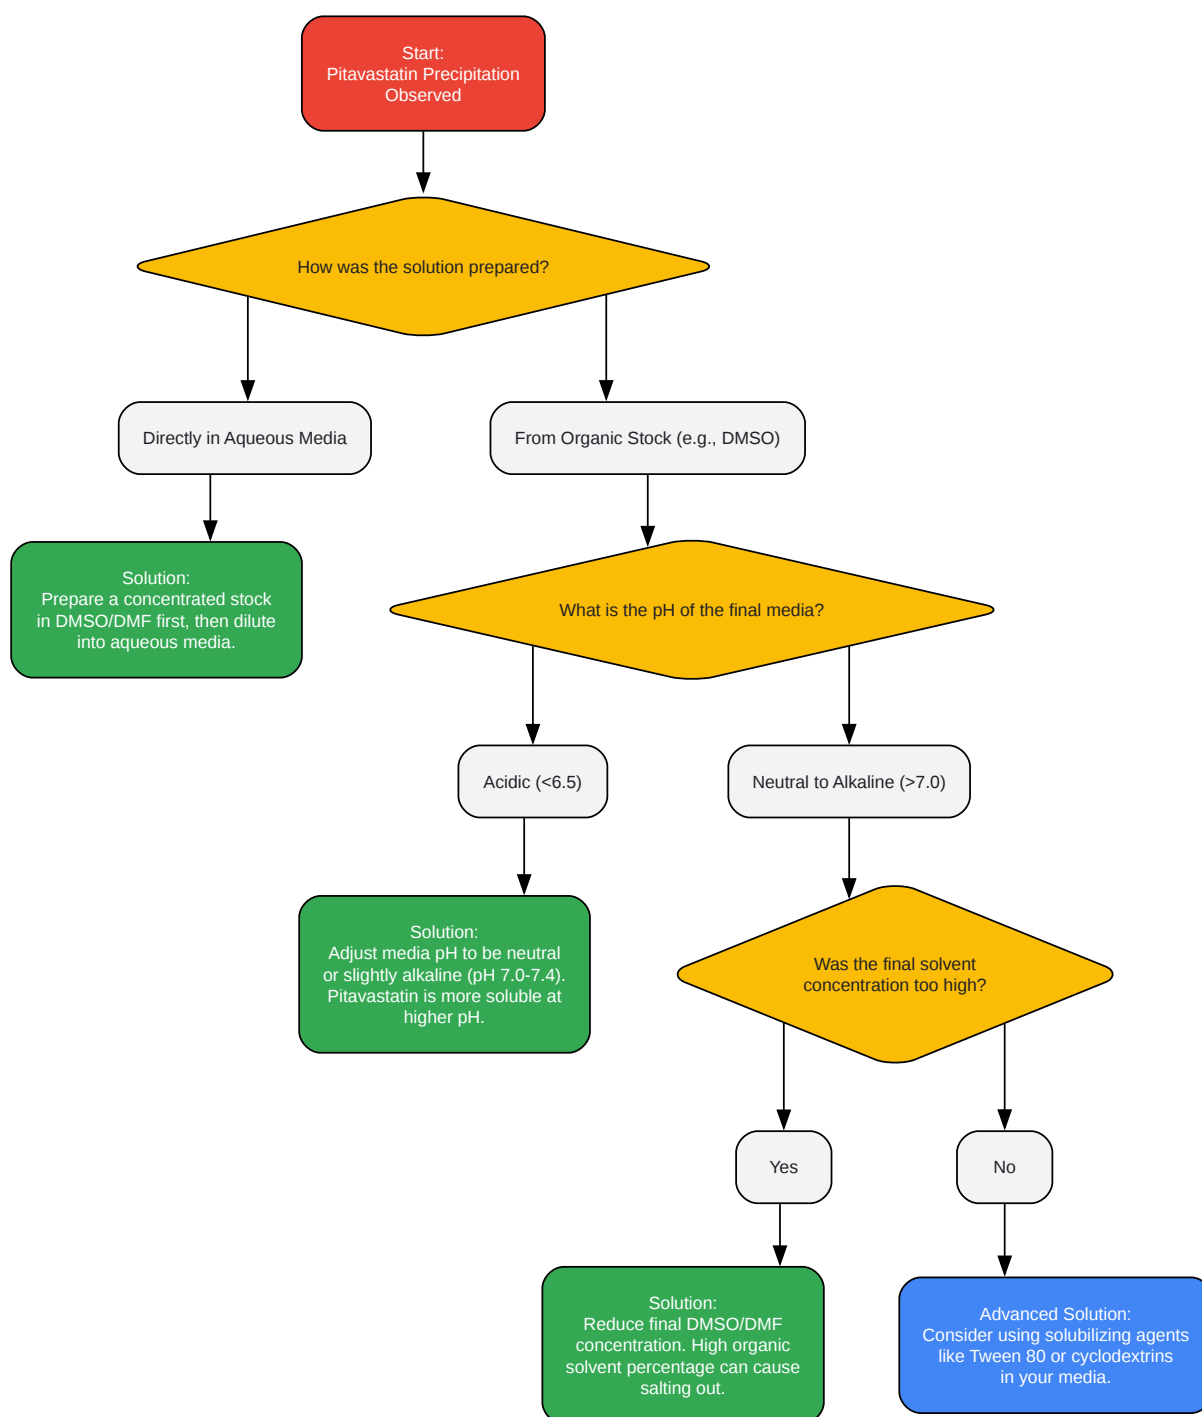 Start:
Pitavastatin Precipitation
Observed
How was the solution prepared?
Directly in Aqueous Media
From Organic Stock (e.g., DMSO)
Solution:
Prepare a concentrated stock
in DMSO/DMF first, then dilute
into aqueous media.
What is the pH of the final media?
Acidic (<6.5)
Neutral to Alkaline (>7.0)
Solution:
Adjust media pH to be neutral
or slightly alkaline (pH 7.0-7.4).
Pitavastatin is more soluble at
higher pH.
Was the final solvent
concentration too high?
Yes
No
Solution:
Reduce final DMSO/DMF
concentration. High organic
solvent percentage can cause
salting out.
Advanced Solution:
Consider using solubilizing agents
like Tween 80 or cyclodextrins
in your media.